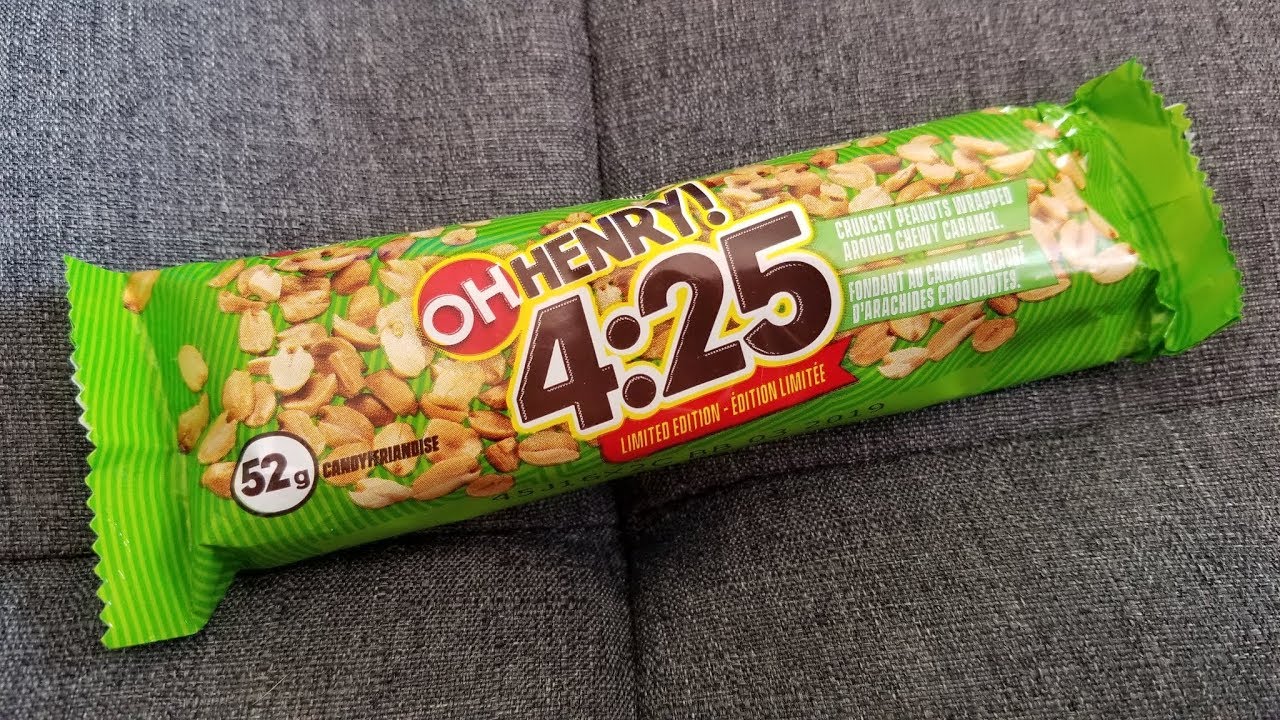 OH HENRY!
4:25
CRUNCHY PEANUTS WRAPPED
AROUND CHEWY CARAMEL.
FONDANT AU CARAMEL ENROBÉ
D'ARACHIDES CROQUANTES.
LIMITED EDITION - ÉDITION LIMITÉE
52g
CANDY/FRIANDISE
2019